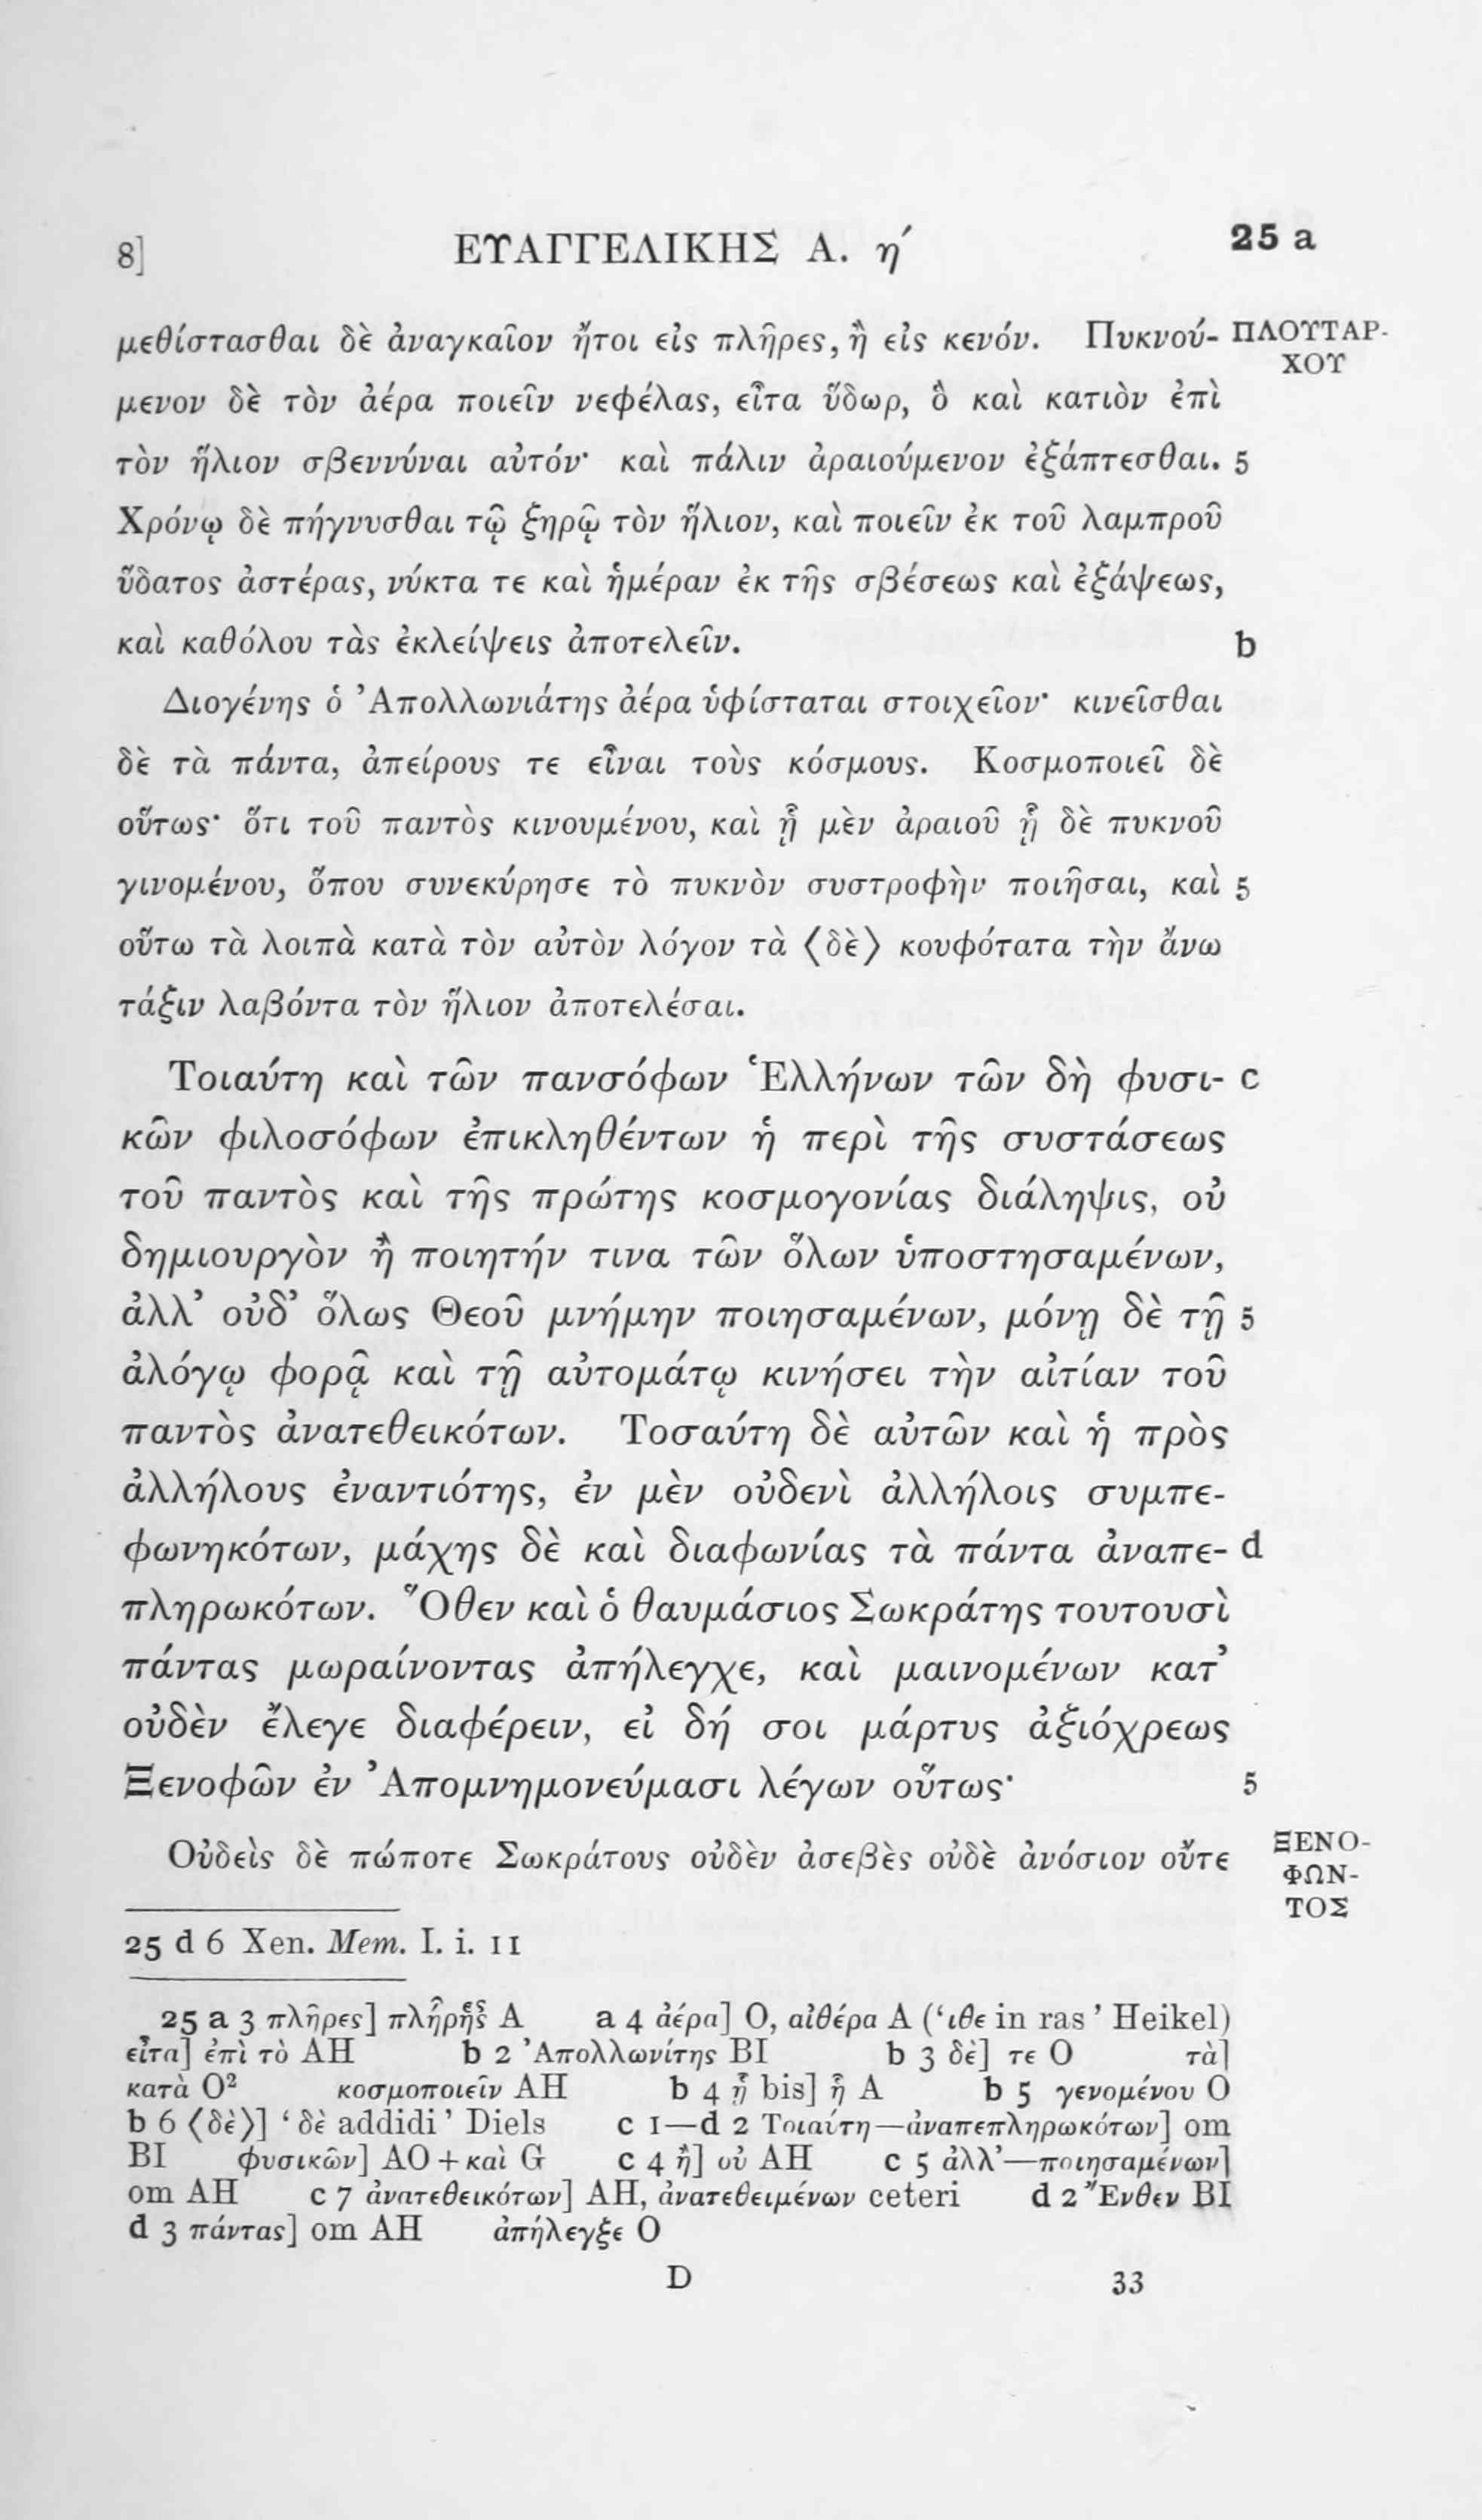 8] ΕΥΑΓΓΕΛΙΚΗΣ Α. η′ 25 a
μεθίστασθαι δὲ ἀναγκαῖον ἤτοι εἰς πλῆρες, ἢ εἰς κενόν. Πυκνού- ΠΛΟΥΤΑΡ-
ΧΟΥ
μενον δὲ τὸν ἀέρα ποιεῖν νεφέλας, εἶτα ὕδωρ, ὃ καὶ κατιὸν ἐπὶ
τὸν ἥλιον σβεννύναι αὐτόν· καὶ πάλιν ἀραιούμενον ἐξάπτεσθαι. 5
Χρόνῳ δὲ πήγνυσθαι τῷ ξηρῷ τὸν ἥλιον, καὶ ποιεῖν ἐκ τοῦ λαμπροῦ
ὕδατος ἀστέρας, νύκτα τε καὶ ἡμέραν ἐκ τῆς σβέσεως καὶ ἐξάψεως,
καὶ καθόλου τὰς ἐκλείψεις ἀποτελεῖν. b
Διογένης ὁ Ἀπολλωνιάτης ἀέρα ὑφίσταται στοιχεῖον· κινεῖσθαι
δὲ τὰ πάντα, ἀπείρους τε εἶναι τοὺς κόσμους. Κοσμοποιεῖ δὲ
οὕτως· ὅτι τοῦ παντὸς κινουμένου, καὶ ᾗ μὲν ἀραιοῦ ᾗ δὲ πυκνοῦ
γινομένου, ὅπου συνεκύρησε τὸ πυκνὸν συστροφὴν ποιῆσαι, καὶ 5
οὕτω τὰ λοιπὰ κατὰ τὸν αὐτὸν λόγον τὰ ⟨δὲ⟩ κουφότατα τὴν ἄνω
τάξιν λαβόντα τὸν ἥλιον ἀποτελέσαι.
Τοιαύτη καὶ τῶν πανσόφων Ἑλλήνων τῶν δὴ φυσι- c
κῶν φιλοσόφων ἐπικληθέντων ἡ περὶ τῆς συστάσεως
τοῦ παντὸς καὶ τῆς πρώτης κοσμογονίας διάληψις, οὐ
δημιουργὸν ἢ ποιητήν τινα τῶν ὅλων ὑποστησαμένων,
ἀλλ’ οὐδ’ ὅλως Θεοῦ μνήμην ποιησαμένων, μόνῃ δὲ τῇ 5
ἀλόγῳ φορᾷ καὶ τῇ αὐτομάτῳ κινήσει τὴν αἰτίαν τοῦ
παντὸς ἀνατεθεικότων. Τοσαύτη δὲ αὐτῶν καὶ ἡ πρὸς
ἀλλήλους ἐναντιότης, ἐν μὲν οὐδενὶ ἀλλήλοις συμπε-
φωνηκότων, μάχης δὲ καὶ διαφωνίας τὰ πάντα ἀναπε- d
πληρωκότων. Ὅθεν καὶ ὁ θαυμάσιος Σωκράτης τουτουσὶ
πάντας μωραίνοντας ἀπήλεγχε, καὶ μαινομένων κατ’
οὐδὲν ἔλεγε διαφέρειν, εἰ δή σοι μάρτυς ἀξιόχρεως
Ξενοφῶν ἐν Ἀπομνημονεύμασι λέγων οὕτως· 5
Οὐδεὶς δὲ πώποτε Σωκράτους οὐδὲν ἀσεβὲς οὐδὲ ἀνόσιον οὔτε ΞΕΝΟ-
ΦΩΝ-
ΤΟΣ
25 d 6 Xen. Mem. I. i. 11
25 a 3 πλῆρες] πλῆρῆς A a 4 ἀέρα] O, αἰθέρα A (‘ιθε in ras’ Heikel)
εἶτα] ἐπὶ τὸ AH b 2 Ἀπολλωνίτης BI b 3 δὲ] τε O τὰ]
κατὰ O² κοσμοποιεῖν AH b 4 ᾗ bis] ἢ A b 5 γενομένου O
b 6 ⟨δὲ⟩] ‘δὲ addidi’ Diels c 1—d 2 Τοιαύτη—ἀναπεπληρωκότων] om
BI φυσικῶν] AO + καὶ G c 4 ἢ] οὐ AH c 5 ἀλλ’—ποιησαμένων]
om AH c 7 ἀνατεθεικότων] AH, ἀνατεθειμένων ceteri d 2 Ἔνθεν BI
d 3 πάντας] om AH ἀπήλεγξε O
D 33